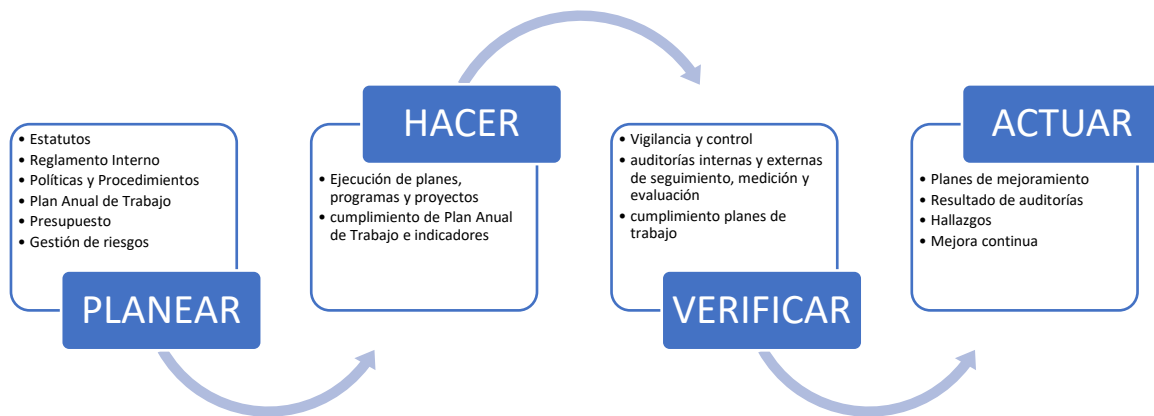 • Estatutos
• Reglamento Interno
• Políticas y Procedimientos
• Plan Anual de Trabajo
• Presupuesto
• Gestión de riesgos
PLANEAR
HACER
• Ejecución de planes,
programas y proyectos
• cumplimiento de Plan Anual
de Trabajo e indicadores
• Vigilancia y control
• auditorías internas y externas
de seguimiento, medición y
evaluación
• cumplimiento planes de
trabajo
VERIFICAR
ACTUAR
• Planes de mejoramiento
• Resultado de auditorías
• Hallazgos
• Mejora continua